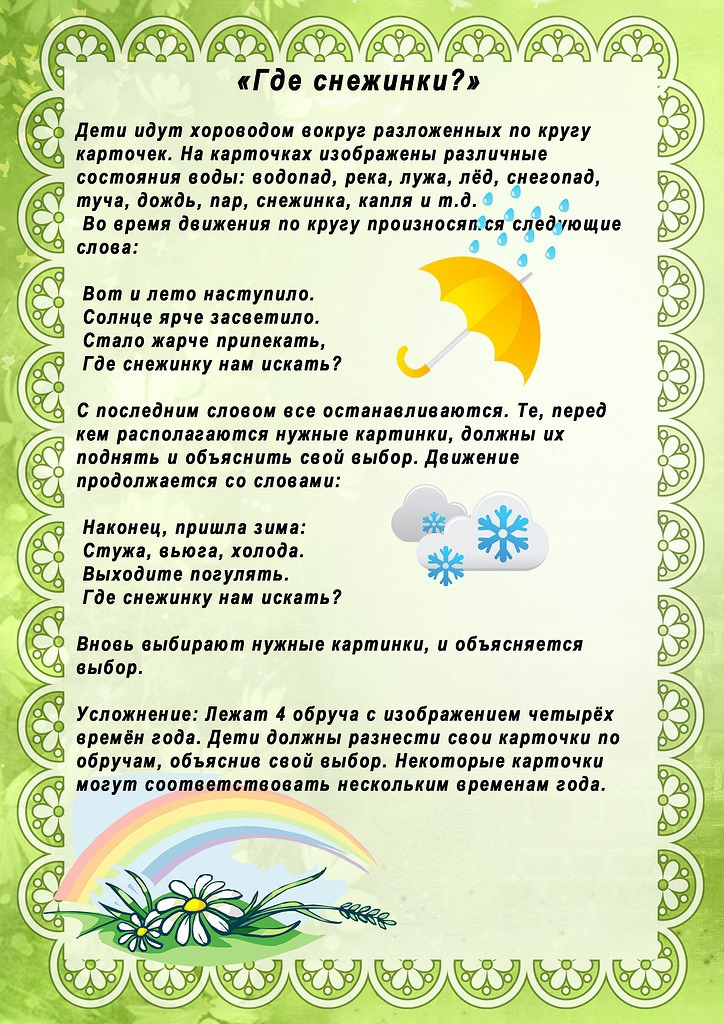 «Где снежинки?»
Дети идут хороводом вокруг разложенных по кругу
карточек. На карточках изображены различные
состояния воды: водопад, река, лужа, лёд, снегопад,
туча, дождь, пар, снежинка, капля и т.д.
Во время движения по кругу произносятся следующие
слова:
Вот и лето наступило.
Солнце ярче засветило.
Стало жарче припекать,
Где снежинку нам искать?
С последним словом все останавливаются. Те, перед
кем располагаются нужные картинки, должны их
поднять и объяснить свой выбор. Движение
продолжается со словами:
Наконец, пришла зима:
Стужа, вьюга, холода.
Выходите погулять.
Где снежинку нам искать?
Вновь выбирают нужные картинки, и объясняется
выбор.
Усложнение: Лежат 4 обруча с изображением четырёх
времён года. Дети должны разнести свои карточки по
обручам, объяснив свой выбор. Некоторые карточки
могут соответствовать нескольким временам года.